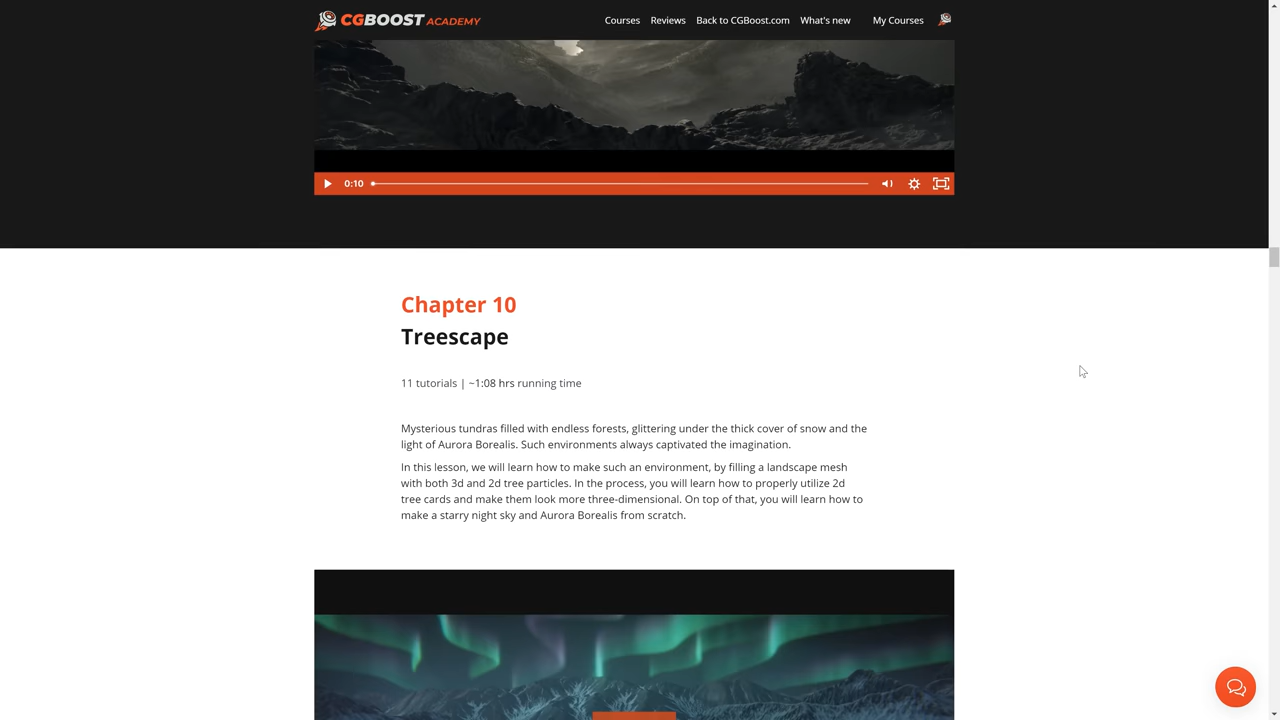 CGBOOST ACADEMY
Courses Reviews Back to CGBoost.com What's new My Courses
0:10
Chapter 10
Treescape
11 tutorials | ~1:08 hrs running time
Mysterious tundras filled with endless forests, glittering under the thick cover of snow and the
light of Aurora Borealis. Such environments always captivated the imagination.
In this lesson, we will learn how to make such an environment, by filling a landscape mesh
with both 3d and 2d tree particles. In the process, you will learn how to properly utilize 2d
tree cards and make them look more three-dimensional. On top of that, you will learn how to
make a starry night sky and Aurora Borealis from scratch.